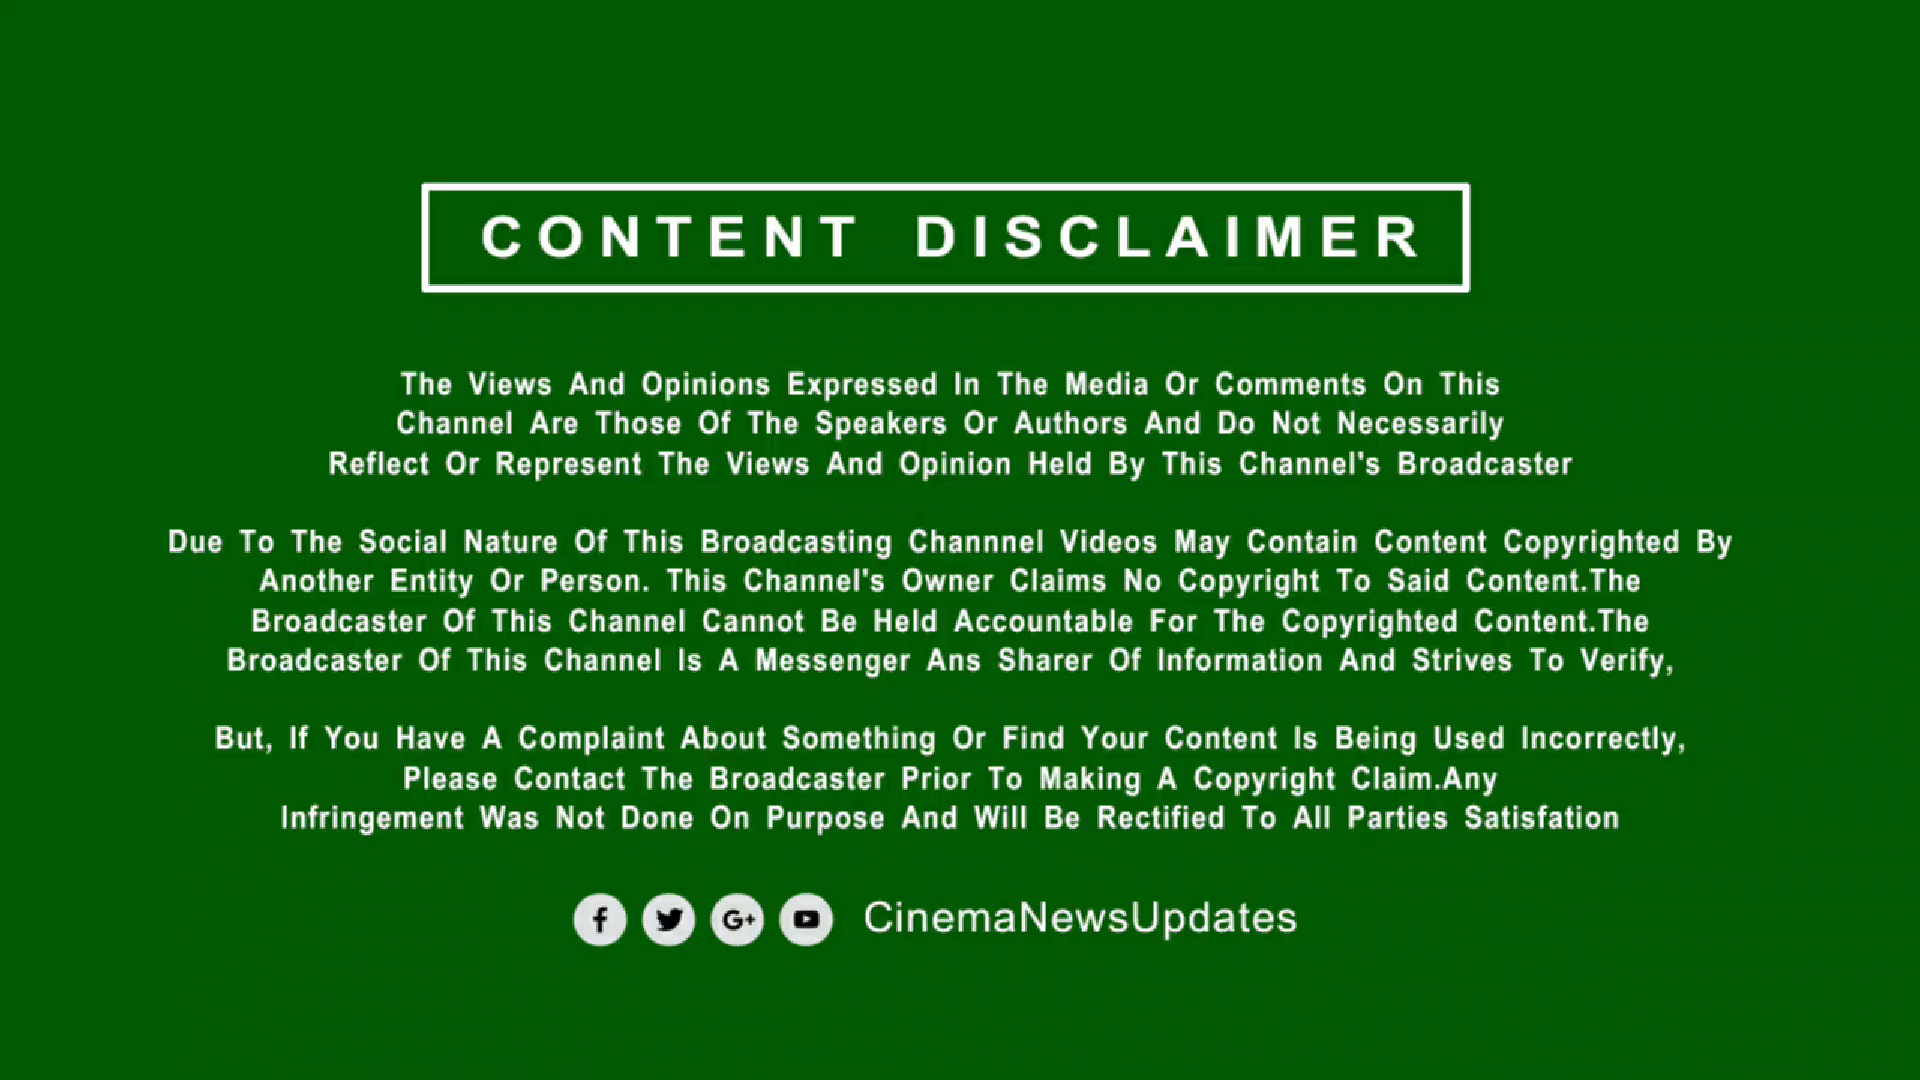 CONTENT DISCLAIMER
The Views And Opinions Expressed In The Media Or Comments On This
Channel Are Those Of The Speakers Or Authors And Do Not Necessarily
Reflect Or Represent The Views And Opinion Held By This Channel's Broadcaster
Due To The Social Nature Of This Broadcasting Channnel Videos May Contain Content Copyrighted By
Another Entity Or Person. This Channel's Owner Claims No Copyright To Said Content.The
Broadcaster Of This Channel Cannot Be Held Accountable For The Copyrighted Content.The
Broadcaster Of This Channel Is A Messenger Ans Sharer Of Information And Strives To Verify,
But, If You Have A Complaint About Something Or Find Your Content Is Being Used Incorrectly,
Please Contact The Broadcaster Prior To Making A Copyright Claim.Any
Infringement Was Not Done On Purpose And Will Be Rectified To All Parties Satisfation
CinemaNewsUpdates